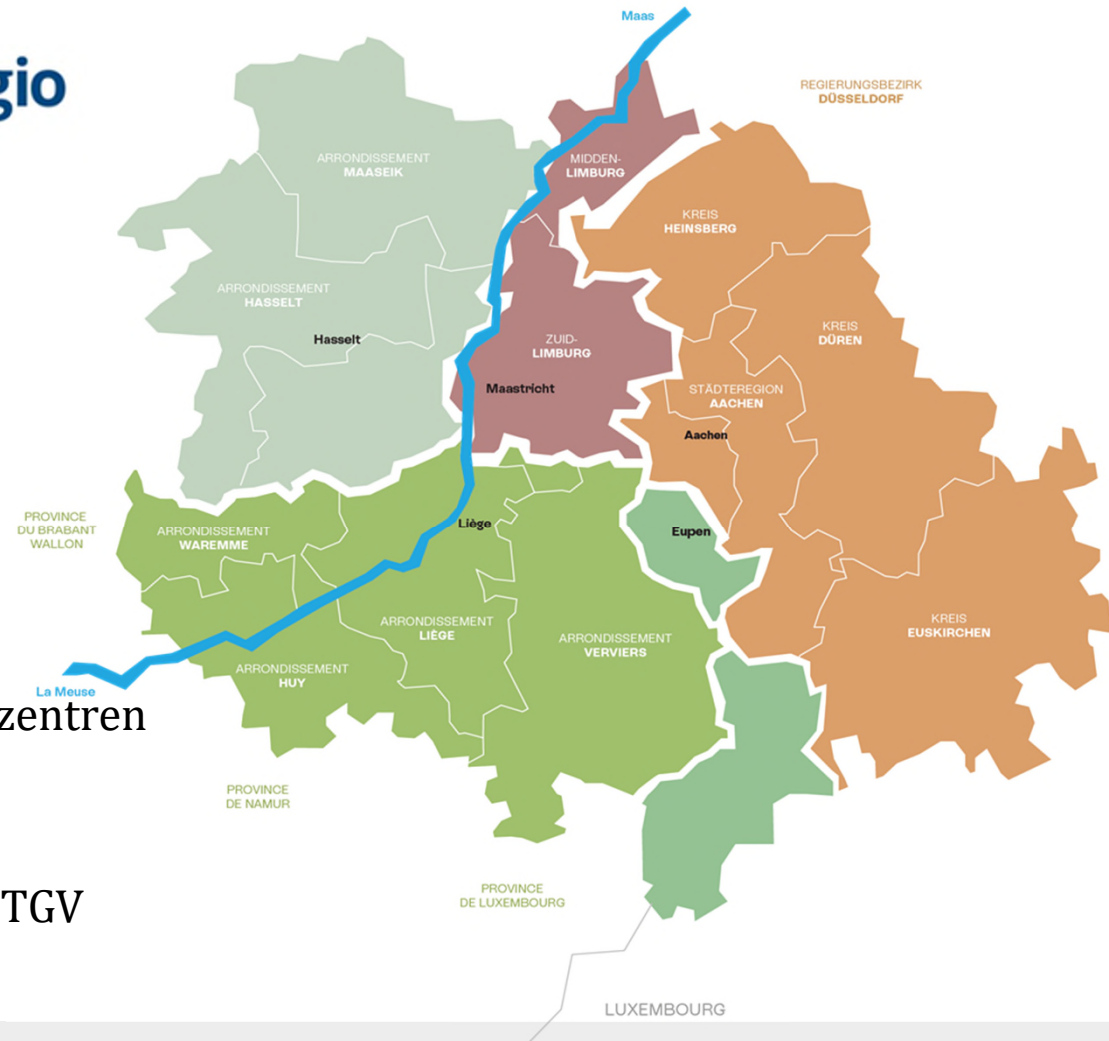 Maas
gio
REGIERUNGSBEZIRK
DÜSSELDORF
ARRONDISSEMENT
MAASEIK
MIDDEN-
LIMBURG
KREIS
HEINSBERG
ARRONDISSEMENT
HASSELT
Hasselt
ZUID-
LIMBURG
KREIS
DÜREN
Maastricht
STÄDTEREGION
AACHEN
Aachen
PROVINCE
DU BRABANT
WALLON
ARRONDISSEMENT
WAREMME
Liège
Eupen
ARRONDISSEMENT
LIÈGE
ARRONDISSEMENT
VERVIERS
KREIS
EUSKIRCHEN
ARRONDISSEMENT
HUY
La Meuse
zentren
PROVINCE
DE NAMUR
TGV
PROVINCE
DE LUXEMBOURG
LUXEMBOURG